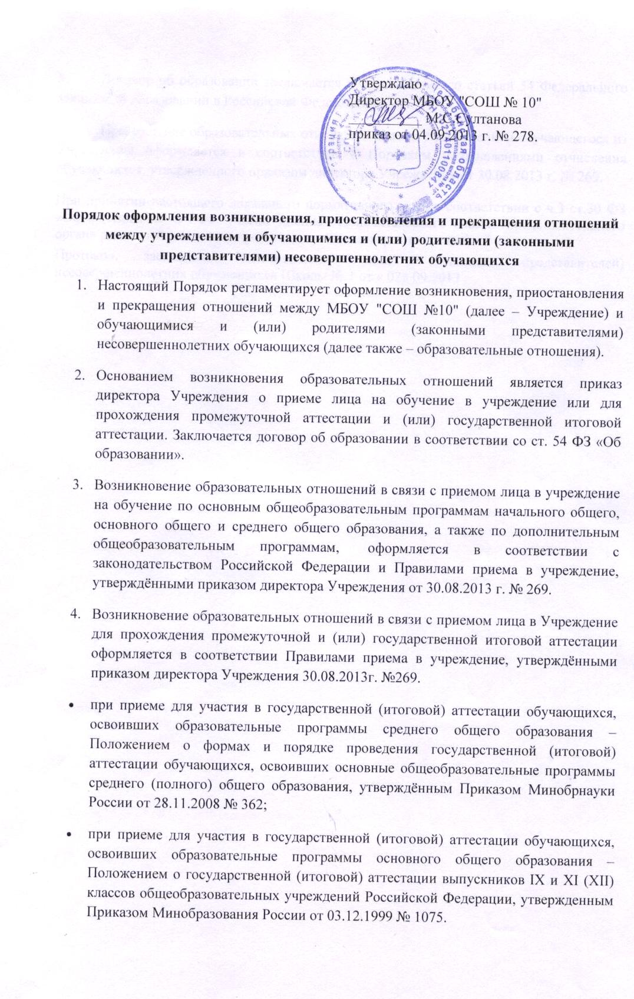 Утверждаю
Директор МБОУ "СОШ № 10"
М.С.Султанова
приказ от 04.09.2013 г. № 278.
Порядок оформления возникновения, приостановления и прекращения отношений
между учреждением и обучающимися и (или) родителями (законными
представителями) несовершеннолетних обучающихся
1. Настоящий Порядок регламентирует оформление возникновения, приостановления
и прекращения отношений между МБОУ "СОШ №10" (далее – Учреждение) и
обучающимися и (или) родителями (законными представителями)
несовершеннолетних обучающихся (далее также – образовательные отношения).
2. Основанием возникновения образовательных отношений является приказ
директора Учреждения о приеме лица на обучение в учреждение или для
прохождения промежуточной аттестации и (или) государственной итоговой
аттестации. Заключается договор об образовании в соответствии со ст. 54 ФЗ «Об
образовании».
3. Возникновение образовательных отношений в связи с приемом лица в учреждение
на обучение по основным общеобразовательным программам начального общего,
основного общего и среднего общего образования, а также по дополнительным
общеобразовательным программам, оформляется в соответствии с
законодательством Российской Федерации и Правилами приема в учреждение,
утверждёнными приказом директора Учреждения от 30.08.2013 г. № 269.
4. Возникновение образовательных отношений в связи с приемом лица в Учреждение
для прохождения промежуточной и (или) государственной итоговой аттестации
оформляется в соответствии Правилами приема в учреждение, утверждёнными
приказом директора Учреждения 30.08.2013г. №269.
• при приеме для участия в государственной (итоговой) аттестации обучающихся,
освоивших образовательные программы среднего общего образования –
Положением о формах и порядке проведения государственной (итоговой)
аттестации обучающихся, освоивших основные общеобразовательные программы
среднего (полного) общего образования, утверждённым Приказом Минобрнауки
России от 28.11.2008 № 362;
• при приеме для участия в государственной (итоговой) аттестации обучающихся,
освоивших образовательные программы основного общего образования –
Положением о государственной (итоговой) аттестации выпускников IX и XI (XII)
классов общеобразовательных учреждений Российской Федерации, утвержденным
Приказом Минобразования России от 03.12.1999 № 1075.